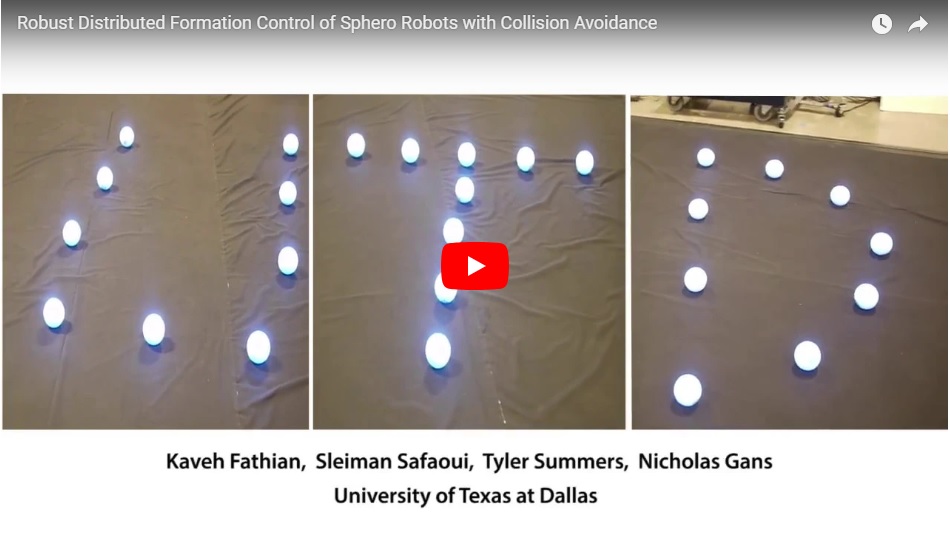 Robust Distributed Formation Control of Sphero Robots with Collision Avoidance
Kaveh Fathian, Sleiman Safaoui, Tyler Summers, Nicholas Gans
University of Texas at Dallas